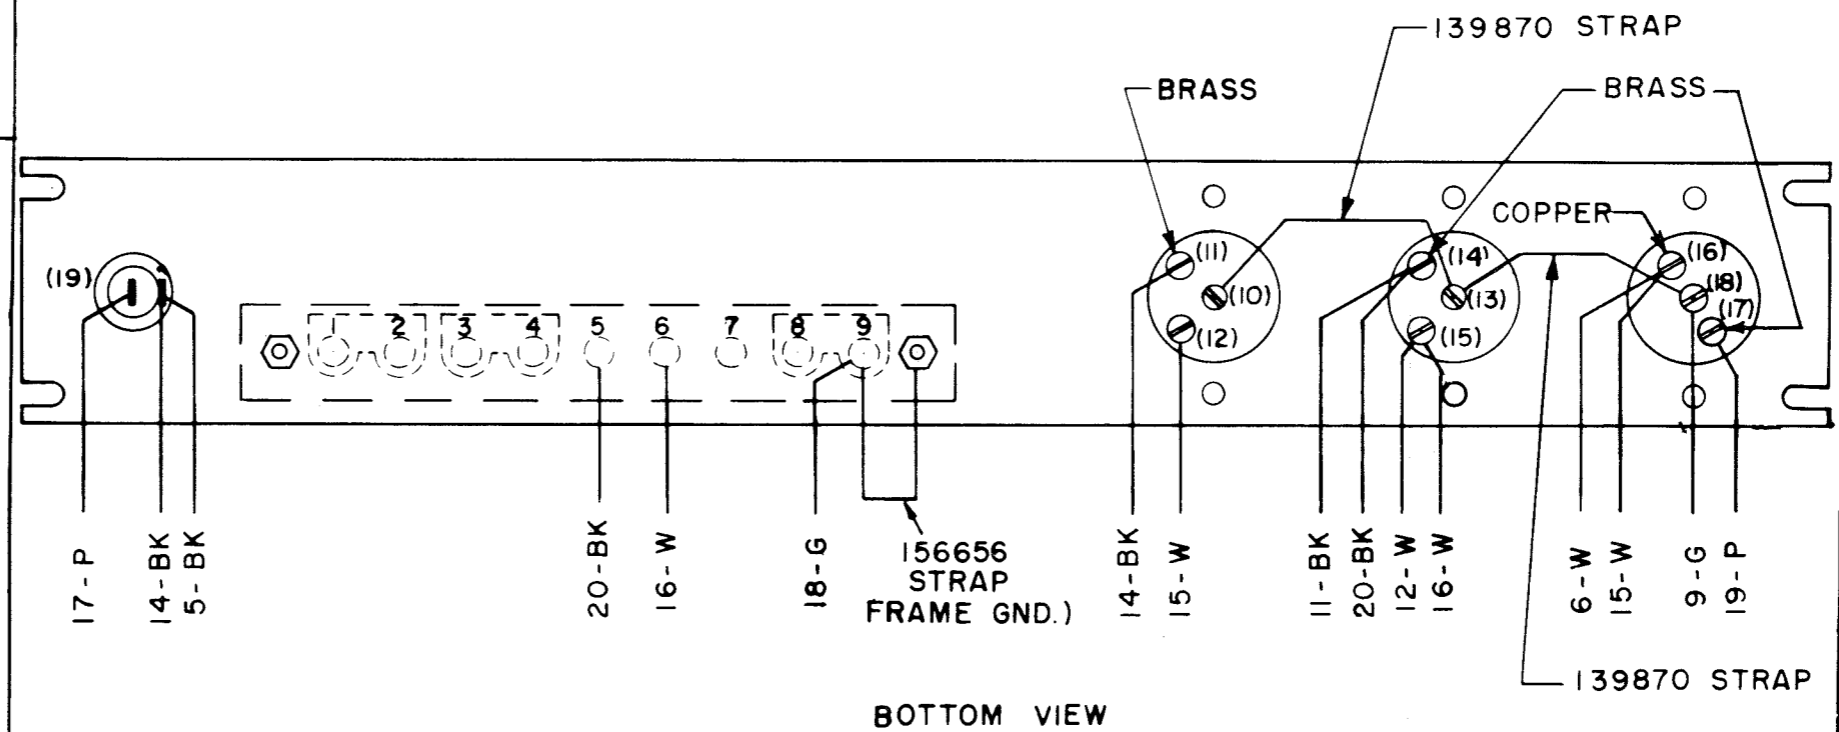 139870 STRAP
BRASS
BRASS
COPPER
(19)
2 3 4 5 6 7 8 9
(11)
(10)
(12)
(14)
(13)
(15)
(16)
(18)
(17)
17-P
14-BK
5-BK
20-BK
16-W
18-G
156656
STRAP
FRAME GND.)
14-BK
15-W
11-BK
20-BK
12-W
16-W
6-W
15-W
9-G
19-P
139870 STRAP
BOTTOM VIEW